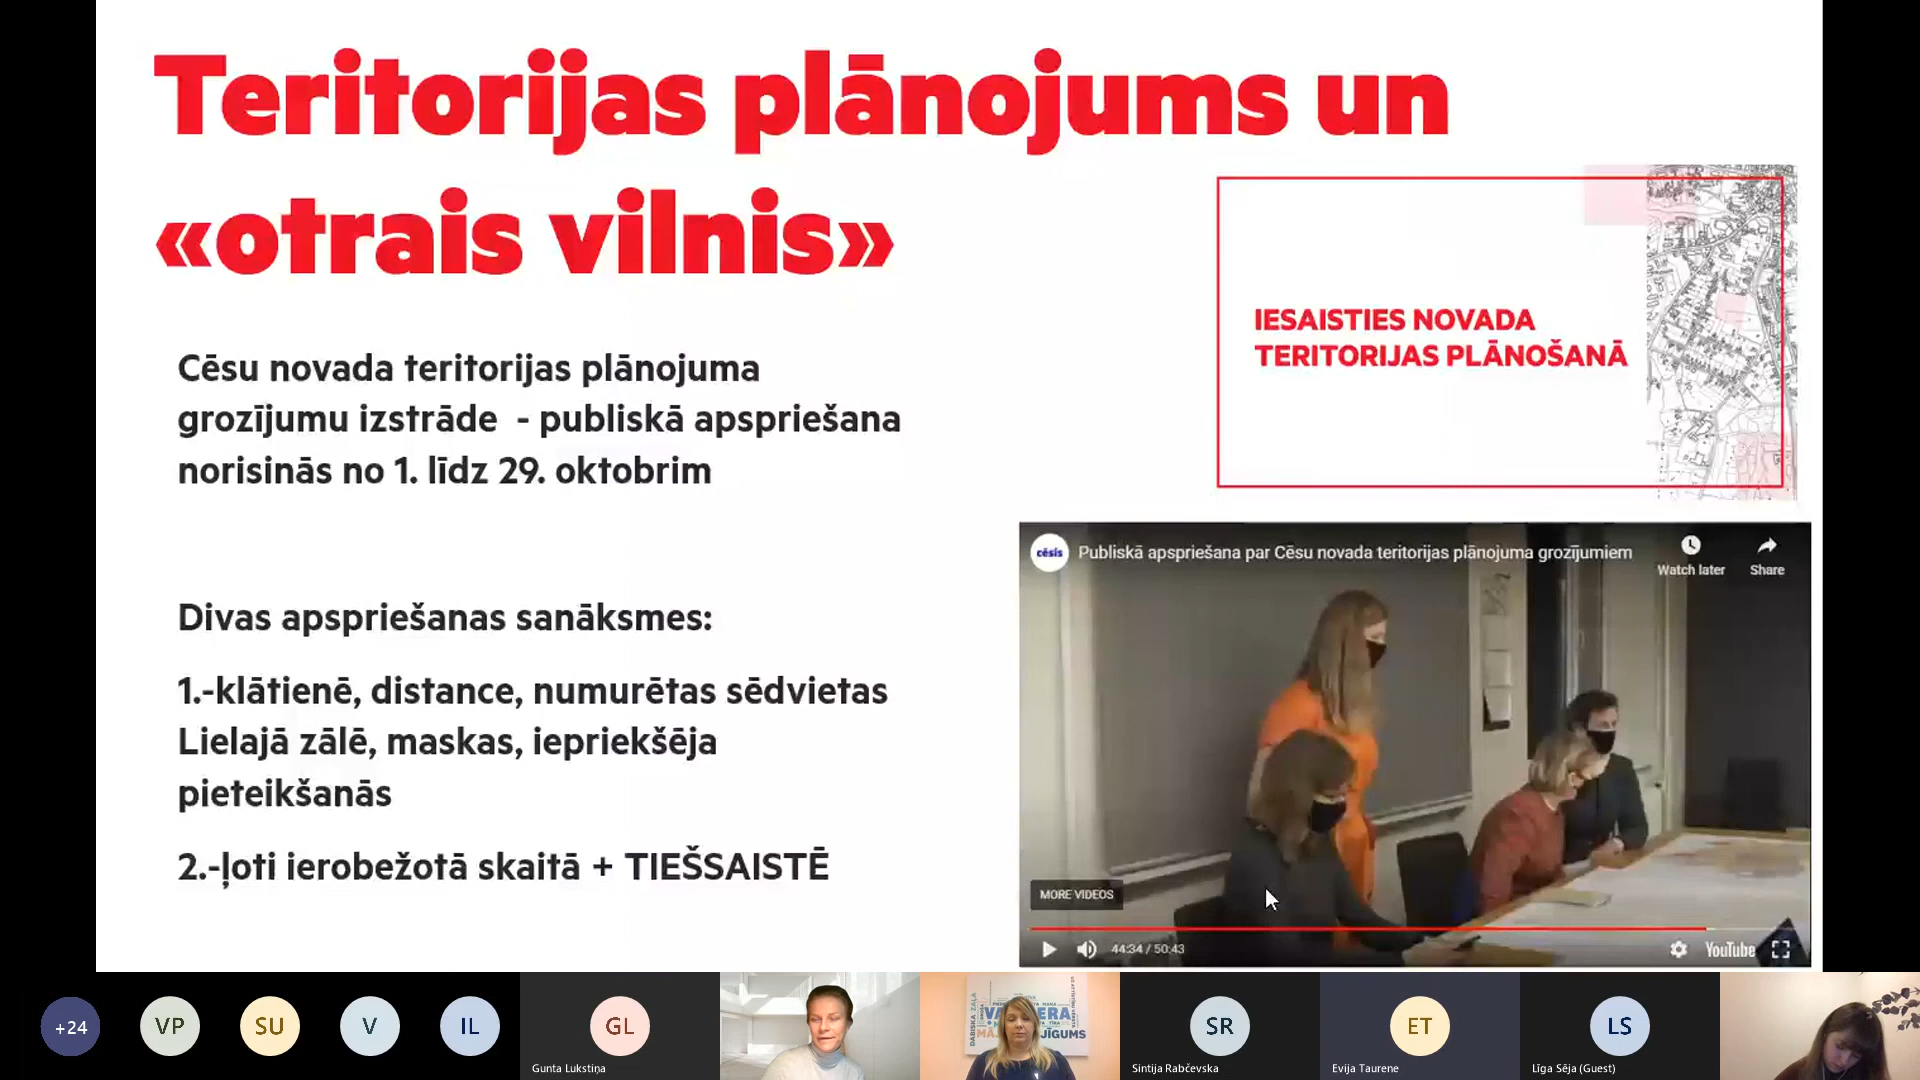 Teritorijas plānojums un
«otrais vilnis»
IESAISTIES NOVADA
TERITORIJAS PLĀNOŠANĀ
Cēsu novada teritorijas plānojuma
grozījumu izstrāde - publiskā apspriešana
norisinās no 1. līdz 29. oktobrim
Divas apspriešanas sanāksmes:
1.-klātienē, distance, numurētas sēdvietas
Lielajā zālē, maskas, iepriekšēja
pieteikšanās
2.-ļoti ierobežotā skaitā + TIEŠSAISTĒ
cēsis
Publiskā apspriešana par Cēsu novada teritorijas plānojuma grozījumiem
Watch later
Share
MORE VIDEOS
44:34 / 50:43
YouTube
+24
VP
SU
V
IL
GL
Gunta Lukstiņa
SR
Sintija Rabčevska
ET
Evija Taurene
LS
Līga Sēja (Guest)